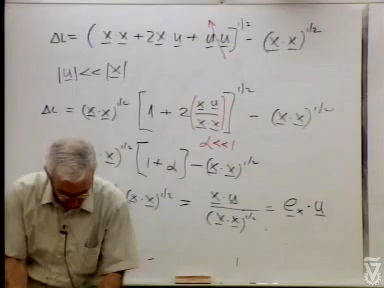 ΔL = (x̲·x̲ + 2x̲·u̲ + u̲·u̲)^{1/2} − (x̲·x̲)^{1/2}
|u̲| << |x̲|
ΔL = (x̲·x̲)^{1/2} [1 + 2(x̲·u̲ / x̲·x̲)]^{1/2} − (x̲·x̲)^{1/2}
α<<1
x̲)^{1/2} [1+α] − (x̲·x̲)^{1/2}
(x̲·x̲)^{1/2} = x̲·u̲ / (x̲·x̲)^{1/2} = e̲ₓ·u̲